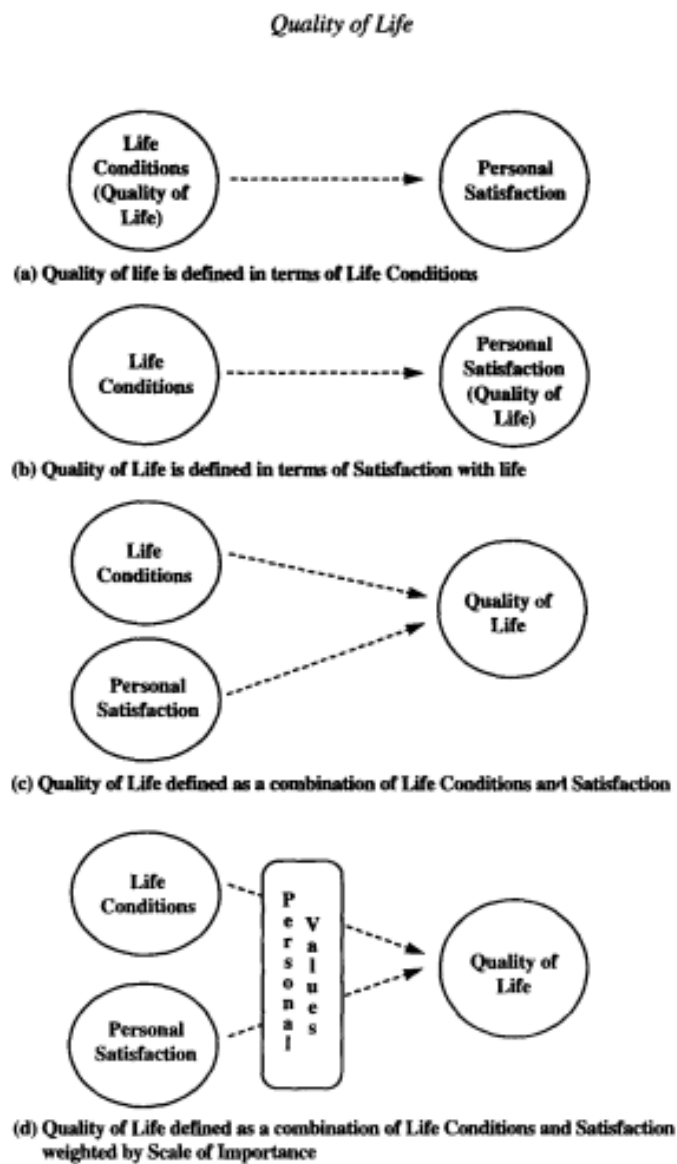 Quality of Life
Life
Conditions
(Quality of
Life)
Personal
Satisfaction
(a) Quality of life is defined in terms of Life Conditions
Life
Conditions
Personal
Satisfaction
(Quality of
Life)
(b) Quality of Life is defined in terms of Satisfaction with life
Life
Conditions
Personal
Satisfaction
Quality of
Life
(c) Quality of Life defined as a combination of Life Conditions and Satisfaction
Life
Conditions
Personal
Satisfaction
Personal
Values
Quality of
Life
(d) Quality of Life defined as a combination of Life Conditions and Satisfaction
weighted by Scale of Importance